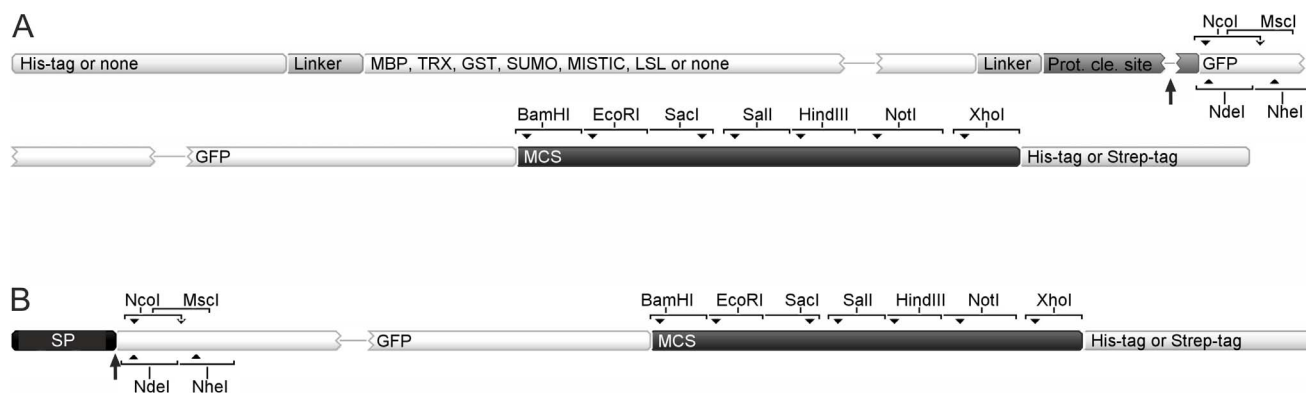 A
NcoI MscI
His-tag or none Linker MBP, TRX, GST, SUMO, MISTIC, LSL or none Linker Prot. cle. site GFP
NdeI NheI
BamHI EcoRI SacI SalI HindIII NotI XhoI
GFP MCS His-tag or Strep-tag
B
NcoI MscI
BamHI EcoRI SacI SalI HindIII NotI XhoI
SP GFP MCS His-tag or Strep-tag
NdeI NheI